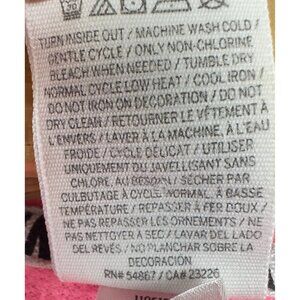 TURN INSIDE OUT / MACHINE WASH COLD /
GENTLE CYCLE / ONLY NON-CHLORINE
BLEACH WHEN NEEDED / TUMBLE DRY
NORMAL CYCLE LOW HEAT / COOL IRON /
DO NOT IRON ON DECORATION / DO NOT
DRY CLEAN / RETOURNER LE VÊTEMENT À
L'ENVERS / LAVER À LA MACHINE, À L'EAU
FROIDE / CYCLE DÉLICAT / UTILISER
UNIQUEMENT DU JAVELLISANT SANS
CHLORE, AU BESOIN / SÉCHER PAR
CULBUTAGE À CYCLE NORMAL, À BASSE
TEMPÉRATURE / REPASSER À FER DOUX /
NE PAS REPASSER LES ORNEMENTS / NE
PAS NETTOYER À SEC / LAVAR DEL LADO
DEL REVÉS / NO PLANCHAR SOBRE LA
DECORACIÓN
RN# 54867 / CA# 23226